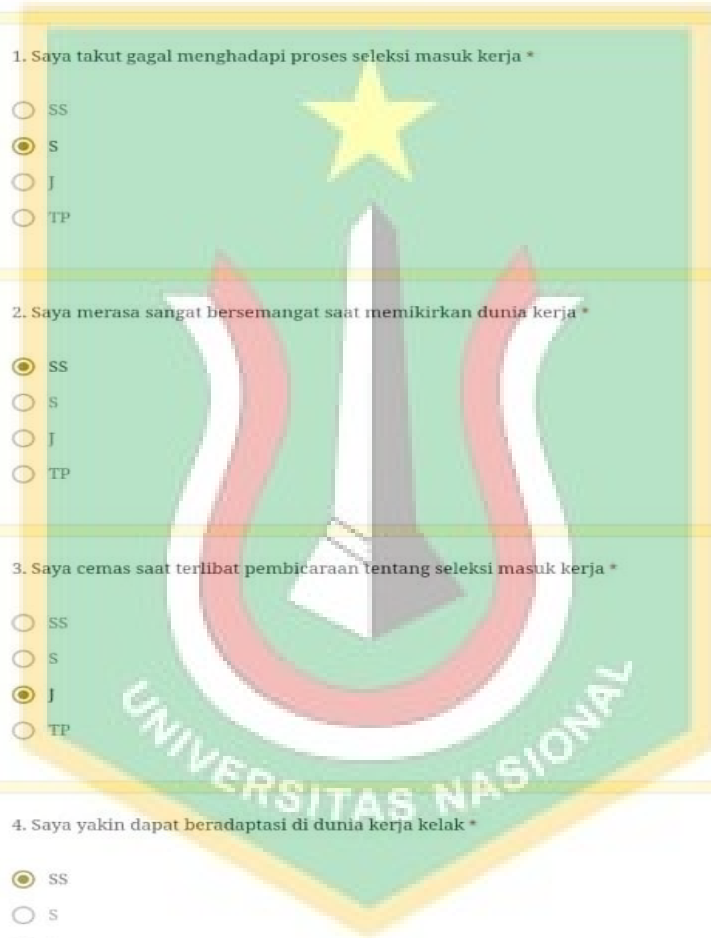 1. Saya takut gagal menghadapi proses seleksi masuk kerja *
SS
S
J
TP
2. Saya merasa sangat bersemangat saat memikirkan dunia kerja *
SS
S
J
TP
3. Saya cemas saat terlibat pembicaraan tentang seleksi masuk kerja *
SS
S
J
TP
UNIVERSITAS NASIONAL
4. Saya yakin dapat beradaptasi di dunia kerja kelak *
SS
S